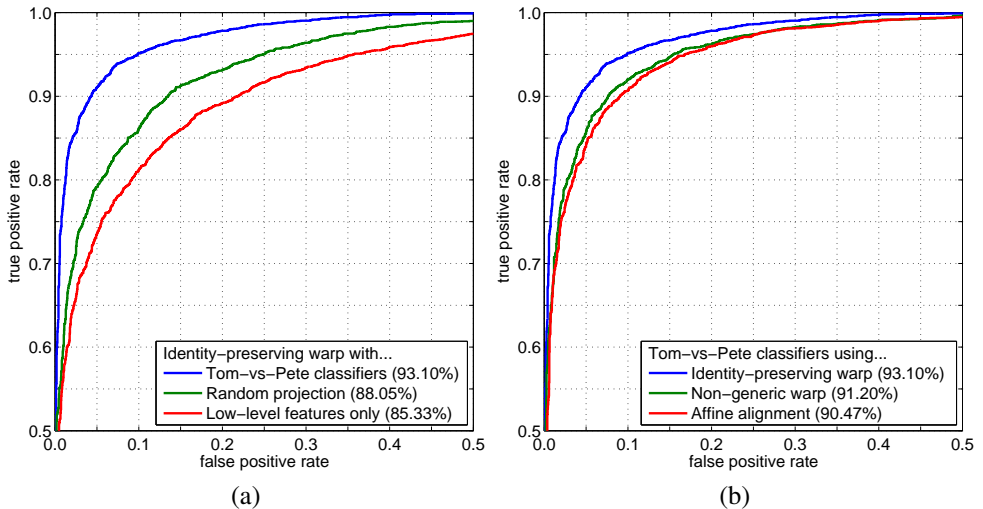 1.0
0.9
0.8
0.7
0.6
0.5
true positive rate
0.0 0.1 0.2 0.3 0.4 0.5
false positive rate
Identity-preserving warp with...
Tom-vs-Pete classifiers (93.10%)
Random projection (88.05%)
Low-level features only (85.33%)
(a)
1.0
0.9
0.8
0.7
0.6
0.5
true positive rate
0.0 0.1 0.2 0.3 0.4 0.5
false positive rate
Tom-vs-Pete classifiers using...
Identity-preserving warp (93.10%)
Non-generic warp (91.20%)
Affine alignment (90.47%)
(b)